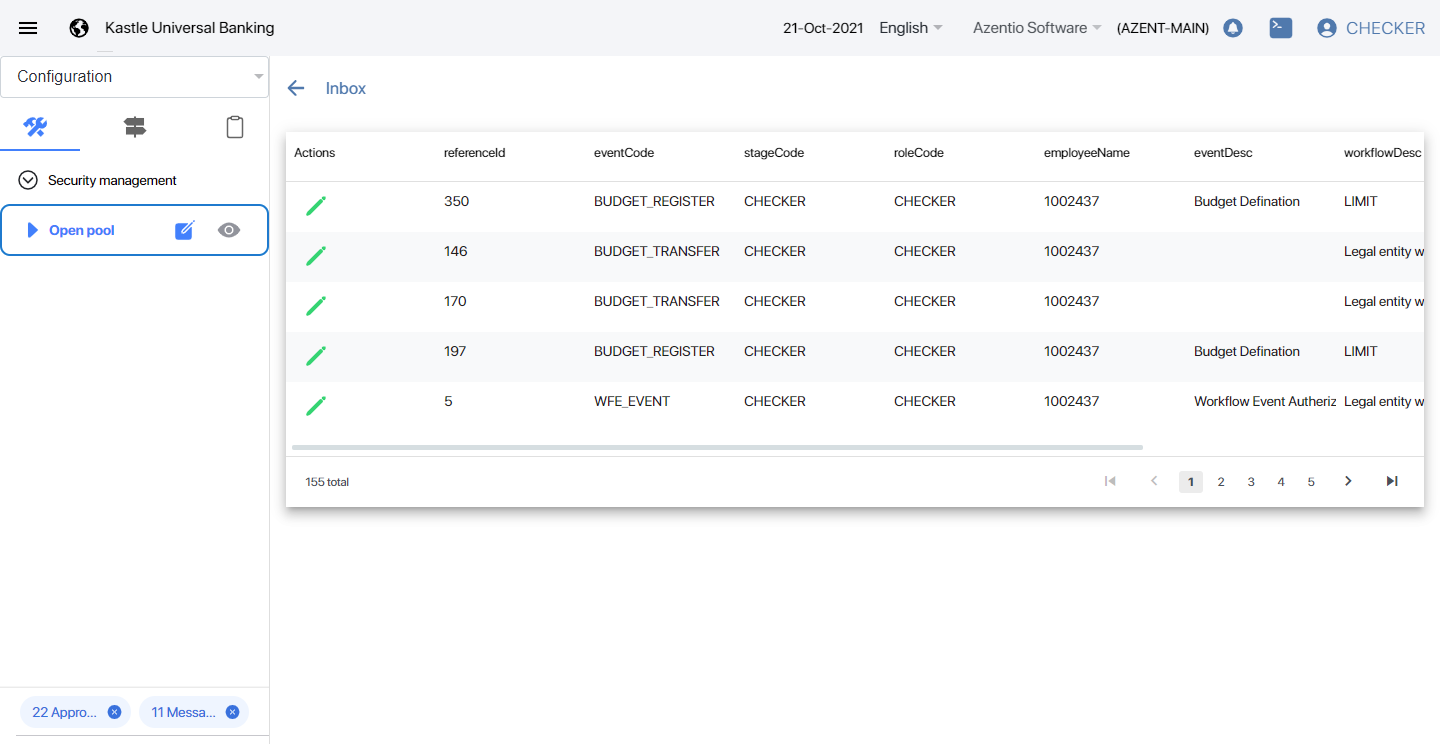 Kastle Universal Banking 21-Oct-2021 English Azentio Software (AZENT-MAIN) CHECKER
Configuration
Inbox
Security management
Open pool
Actions referenceId eventCode stageCode roleCode employeeName eventDesc workflowDesc
350 BUDGET_REGISTER CHECKER CHECKER 1002437 Budget Defination LIMIT
146 BUDGET_TRANSFER CHECKER CHECKER 1002437 Legal entity w
170 BUDGET_TRANSFER CHECKER CHECKER 1002437 Legal entity w
197 BUDGET_REGISTER CHECKER CHECKER 1002437 Budget Defination LIMIT
5 WFE_EVENT CHECKER CHECKER 1002437 Workflow Event Autheriz Legal entity w
155 total 1 2 3 4 5
22 Appro... 11 Messa...